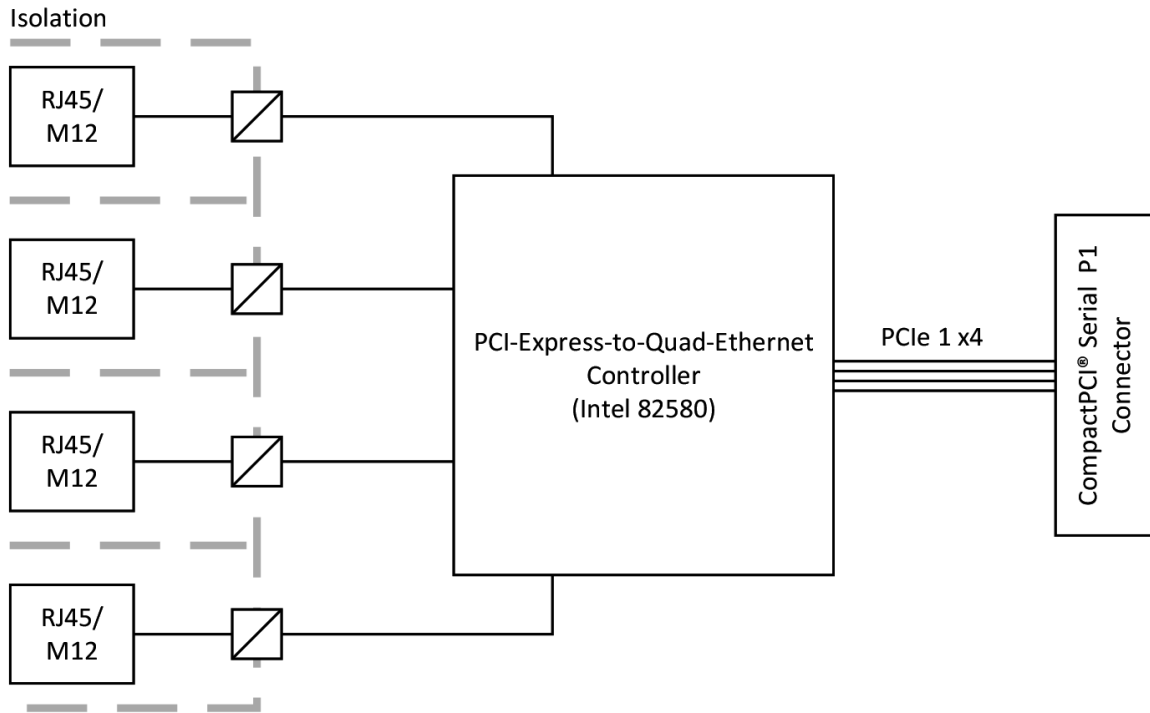 Isolation
RJ45/
M12
RJ45/
M12
RJ45/
M12
RJ45/
M12
PCI-Express-to-Quad-Ethernet
Controller
(Intel 82580)
PCIe 1 x4
CompactPCI® Serial P1
Connector